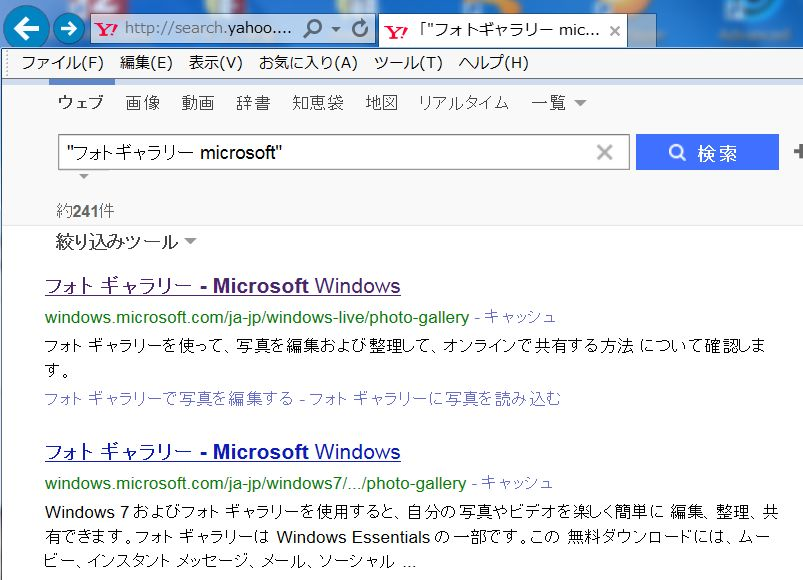 http://search.yahoo....
「"フォトギャラリー mic...
ファイル(F) 編集(E) 表示(V) お気に入り(A) ツール(T) ヘルプ(H)
ウェブ 画像 動画 辞書 知恵袋 地図 リアルタイム 一覧
"フォトギャラリー microsoft"
検索
約241件
絞り込みツール
フォト ギャラリー - Microsoft Windows
windows.microsoft.com/ja-jp/windows-live/photo-gallery - キャッシュ
フォト ギャラリーを使って、写真を編集および整理して、オンラインで共有する方法 について確認しま
す。
フォト ギャラリーで写真を編集する - フォト ギャラリーに写真を読み込む
フォト ギャラリー - Microsoft Windows
windows.microsoft.com/ja-jp/windows7/.../photo-gallery - キャッシュ
Windows 7 およびフォト ギャラリーを使用すると、自分の写真やビデオを楽しく簡単に 編集、整理、共
有できます。フォト ギャラリーは Windows Essentials の一部です。この 無料ダウンロードには、ムー
ビー、インスタント メッセージ、メール、ソーシャル ...